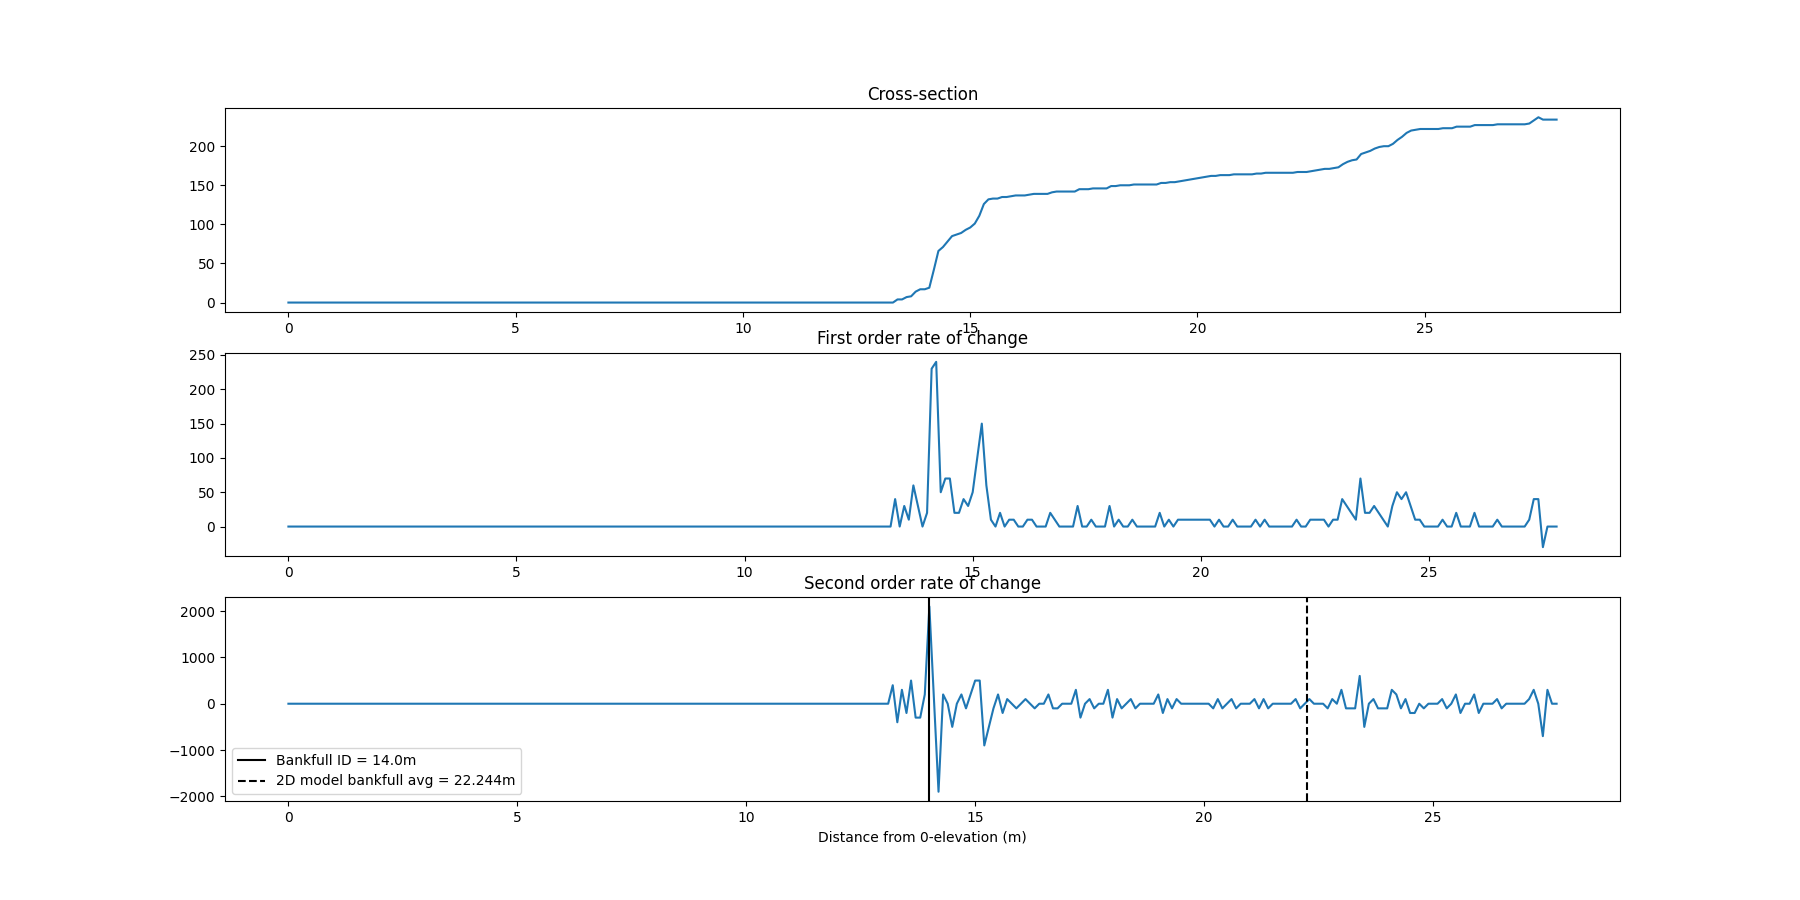 Cross-section
200
150
100
50
0
0 5 10 15 20 25
First order rate of change
250
200
150
100
50
0
0 5 10 15 20 25
Second order rate of change
2000
1000
0
−1000
−2000
Bankfull ID = 14.0m
2D model bankfull avg = 22.244m
0 5 10 15 20 25
Distance from 0-elevation (m)